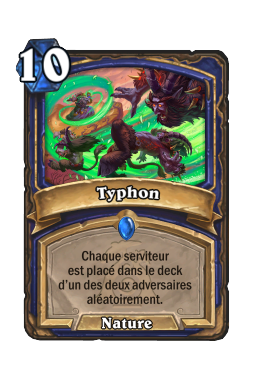 10
Typhon
Chaque serviteur
est placé dans le deck
d'un des deux adversaires
aléatoirement.
Nature